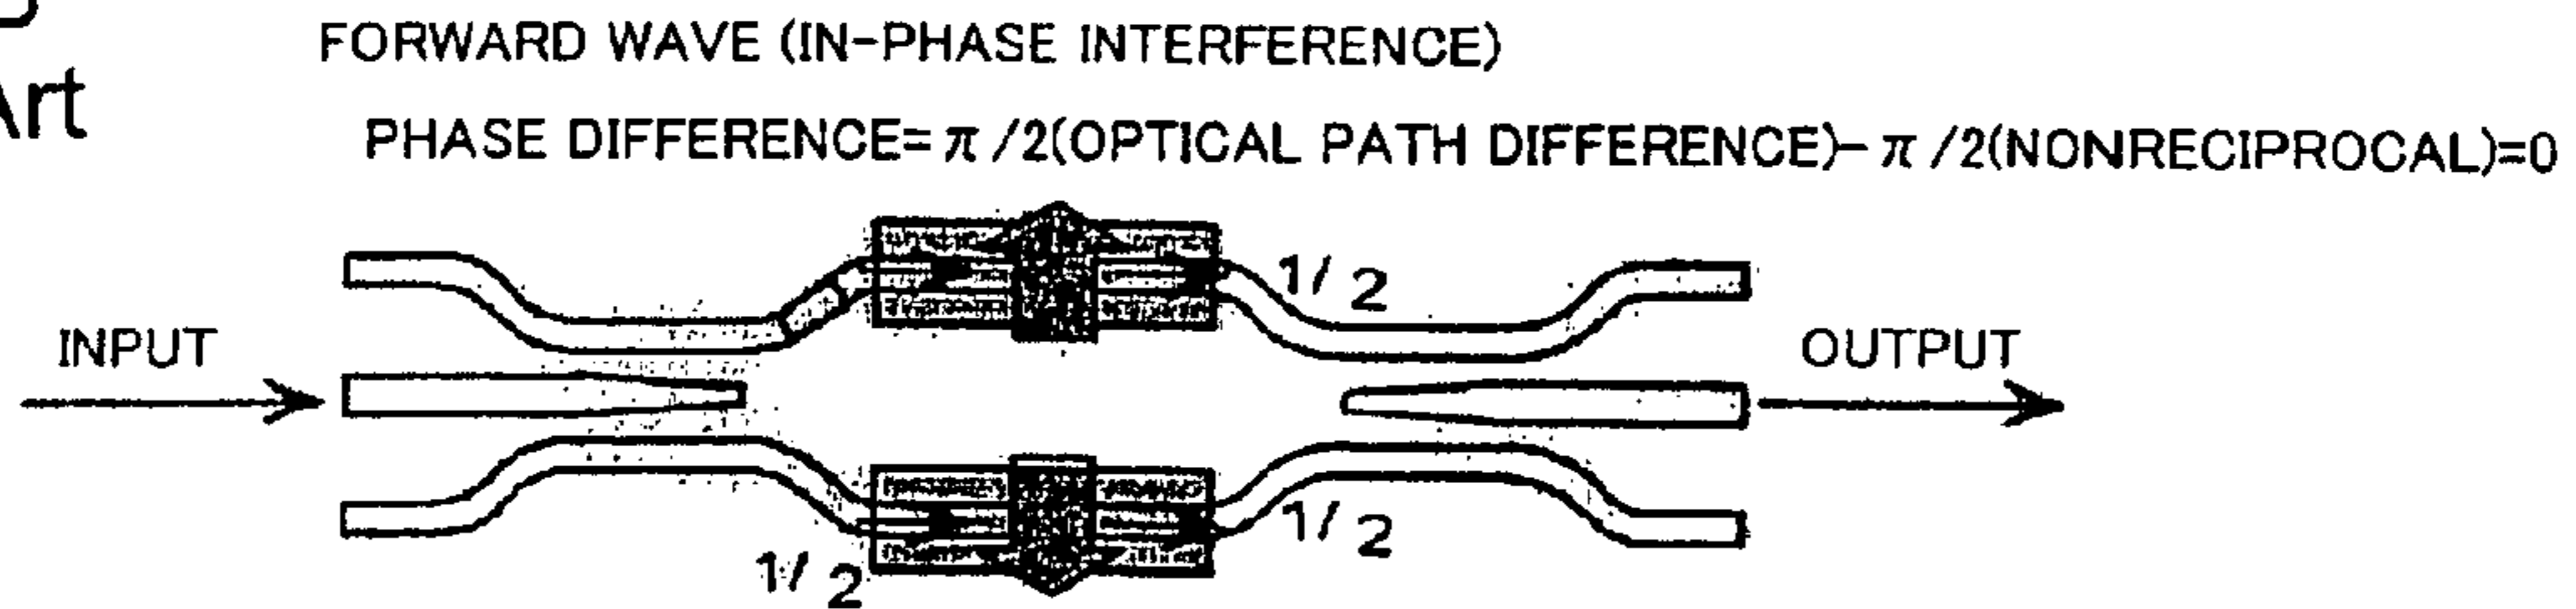 Art
FORWARD WAVE (IN-PHASE INTERFERENCE)
PHASE DIFFERENCE= π /2(OPTICAL PATH DIFFERENCE)− π /2(NONRECIPROCAL)=0
1/2
INPUT
OUTPUT
1/2
1/2